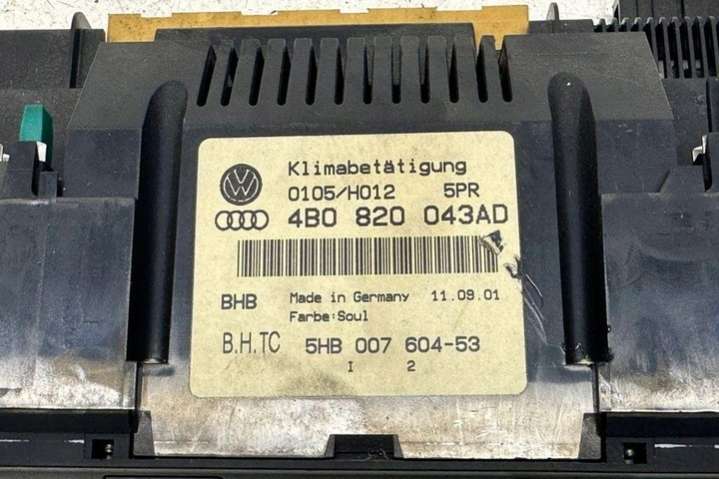 Klimabetätigung
0105/H012 5PR
4B0 820 043AD
BHB Made in Germany 11.09.01
Farbe:Soul
B.H.TC 5HB 007 604-53
I 2